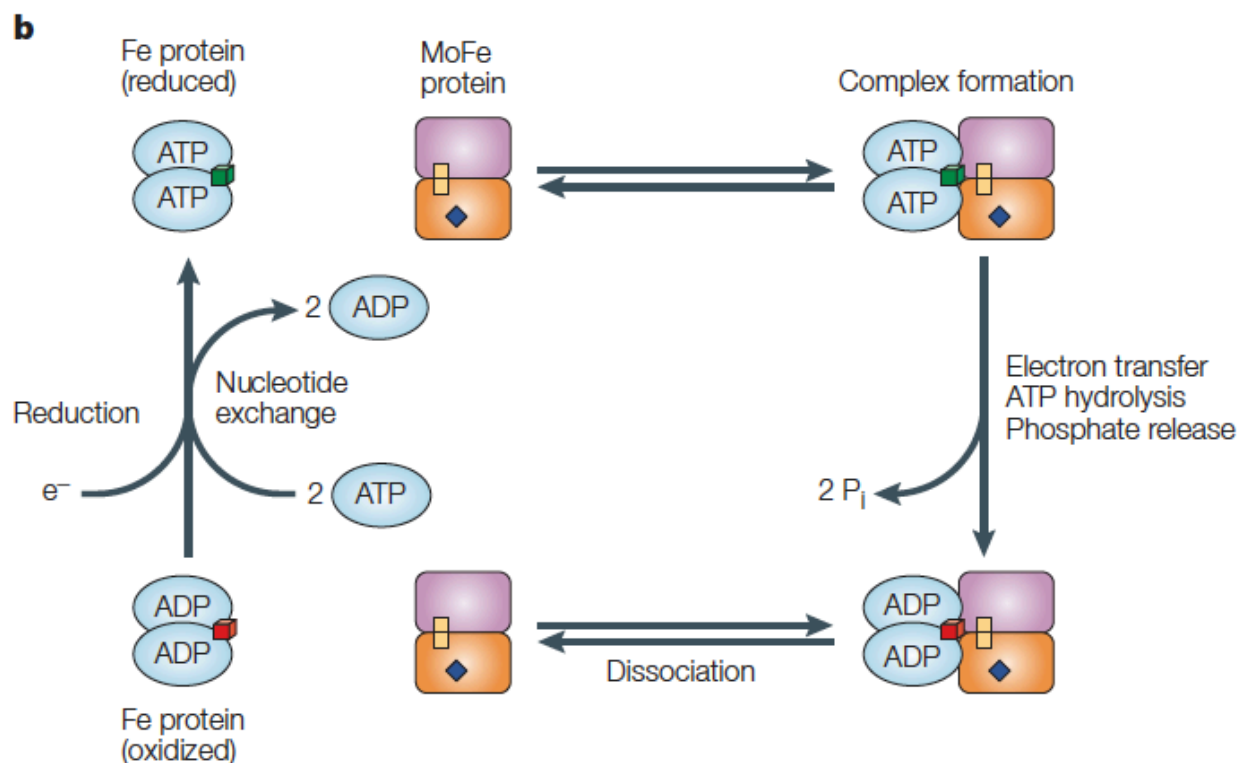 b
Fe protein
(reduced)
MoFe
protein
Complex formation
ATP
ATP
ATP
ATP
2 ADP
Nucleotide
exchange
Reduction
e⁻
2 ATP
Electron transfer
ATP hydrolysis
Phosphate release
2 Pi
ADP
ADP
ADP
ADP
Dissociation
Fe protein
(oxidized)